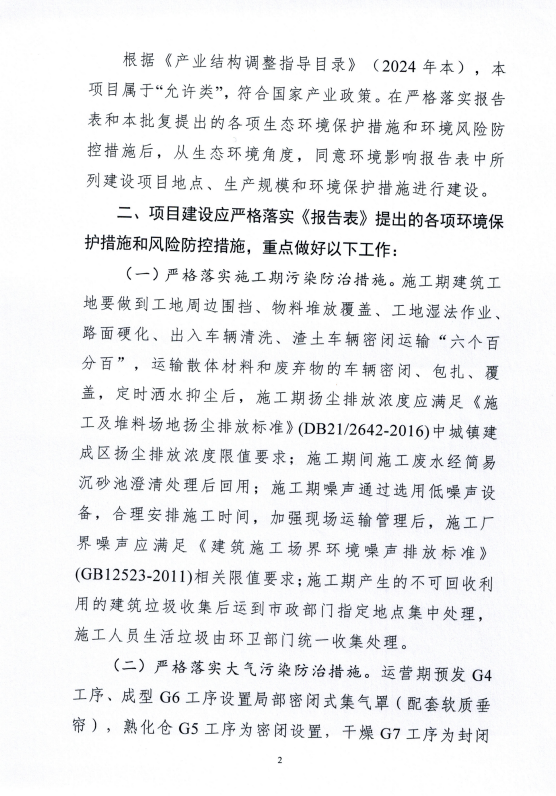 根据《产业结构调整指导目录》（2024 年本），本
项目属于“允许类”，符合国家产业政策。在严格落实报告
表和本批复提出的各项生态环境保护措施和环境风险防
控措施后，从生态环境角度，同意环境影响报告表中所
列建设项目地点、生产规模和环境保护措施进行建设。
二、项目建设应严格落实《报告表》提出的各项环境保
护措施和风险防控措施，重点做好以下工作：
（一）严格落实施工期污染防治措施。施工期建筑工
地要做到工地周边围挡、物料堆放覆盖、工地湿法作业、
路面硬化、出入车辆清洗、渣土车辆密闭运输“六个百
分百”，运输散体材料和废弃物的车辆密闭、包扎、覆
盖，定时洒水抑尘后，施工期扬尘排放浓度应满足《施
工及堆料场地扬尘排放标准》(DB21/2642-2016)中城镇建
成区扬尘排放浓度限值要求；施工期间施工废水经简易
沉砂池澄清处理后回用；施工期噪声通过选用低噪声设
备，合理安排施工时间，加强现场运输管理后，施工厂
界噪声应满足《建筑施工场界环境噪声排放标准》
(GB12523-2011)相关限值要求；施工期产生的不可回收利
用的建筑垃圾收集后运到市政部门指定地点集中处理，
施工人员生活垃圾由环卫部门统一收集处理。
（二）严格落实大气污染防治措施。运营期预发 G4
工序、成型 G6 工序设置局部密闭式集气罩（配套软质垂
帘），熟化仓 G5 工序为密闭设置，干燥 G7 工序为封闭
2